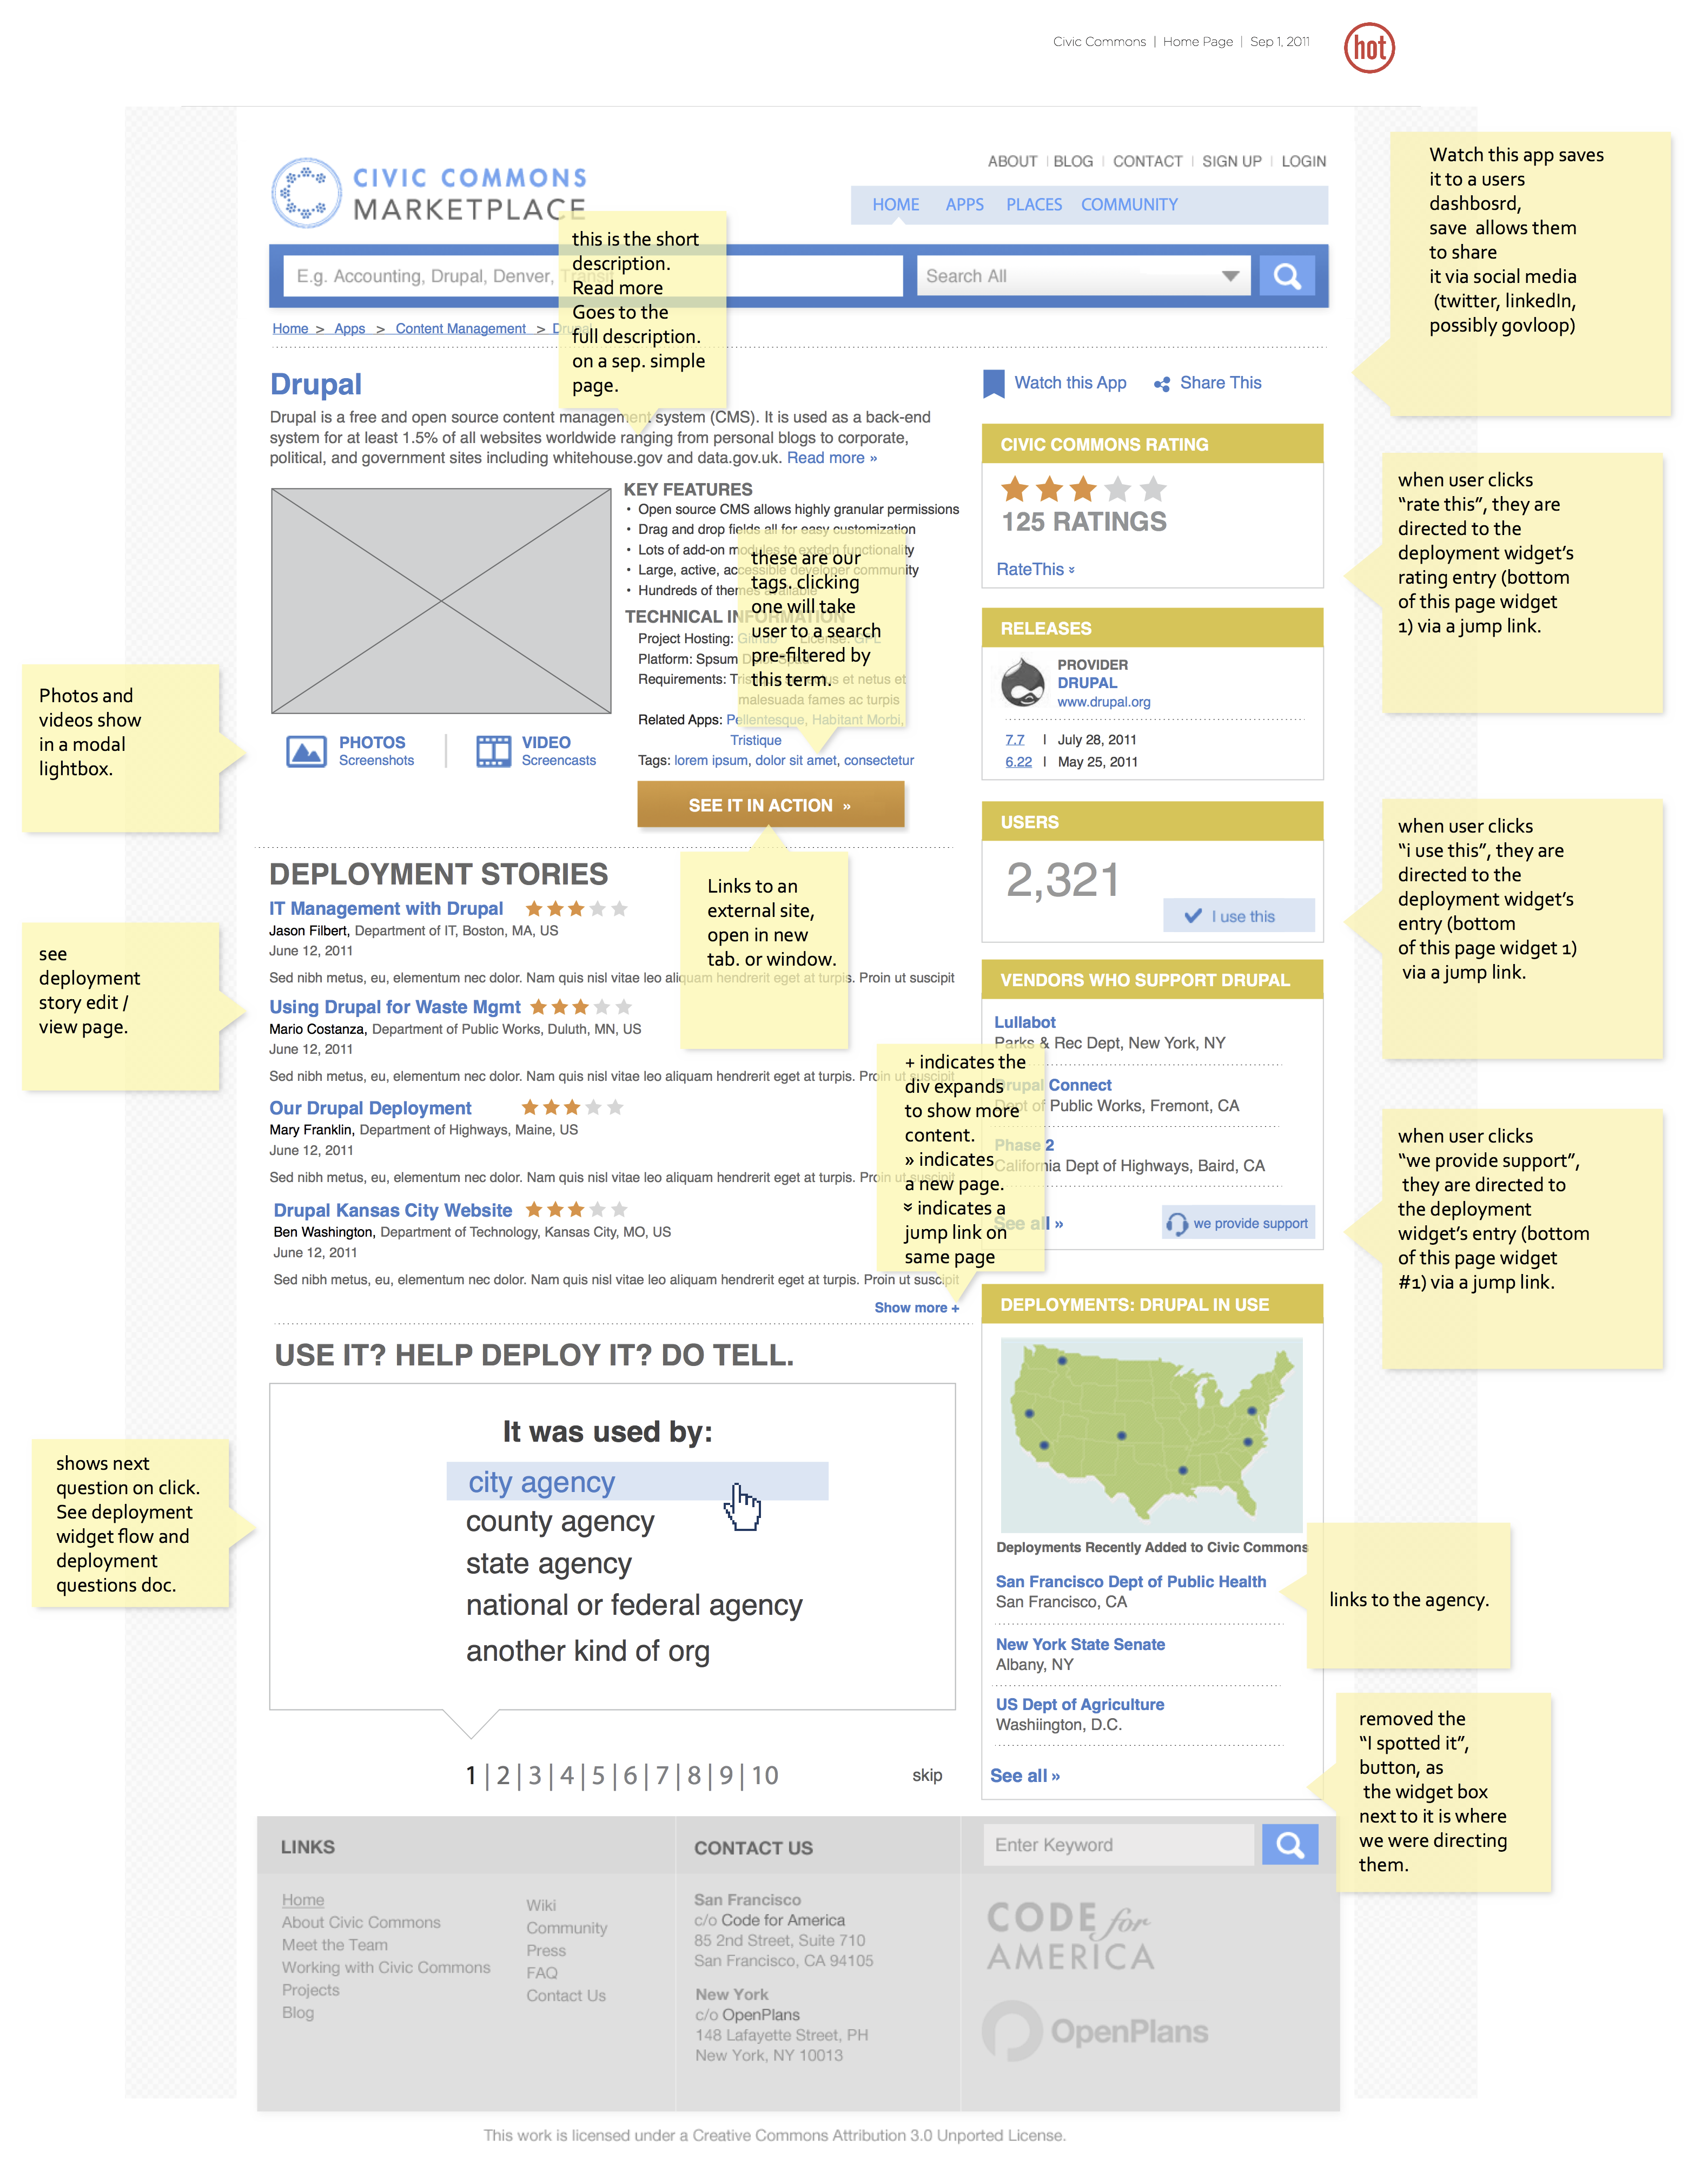 Civic Commons | Home Page | Sep 1, 2011
hot
CIVIC COMMONS
MARKETPLACE
ABOUT | BLOG | CONTACT | SIGN UP | LOGIN
HOME APPS PLACES COMMUNITY
E.g. Accounting, Drupal, Denver, Transit
Search All
Home > Apps > Content Management > Drupal
this is the short
description.
Read more
Goes to the
full description.
on a sep. simple
page.
Watch this app saves
it to a users
dashbosrd,
save allows them
to share
it via social media
(twitter, linkedIn,
possibly govloop)
Drupal
Drupal is a free and open source content management system (CMS). It is used as a back-end
system for at least 1.5% of all websites worldwide ranging from personal blogs to corporate,
political, and government sites including whitehouse.gov and data.gov.uk. Read more »
Watch this App
Share This
KEY FEATURES
• Open source CMS allows highly granular permissions
• Drag and drop fields all for easy customization
• Lots of add-on modules to extedn functionality
• Large, active, accessible developer community
• Hundreds of themes available
TECHNICAL INFORMATION
Project Hosting: Github License: GPL
Platform: Spsum
Requirements: et netus et
malesuada fames ac turpis
Related Apps: Pellentesque, Habitant Morbi,
Tristique
Tags: lorem ipsum, dolor sit amet, consectetur
these are our
tags. clicking
one will take
user to a search
pre-filtered by
this term.
SEE IT IN ACTION »
PHOTOS
Screenshots
VIDEO
Screencasts
Photos and
videos show
in a modal
lightbox.
CIVIC COMMONS RATING
125 RATINGS
RateThis
when user clicks
“rate this”, they are
directed to the
deployment widget’s
rating entry (bottom
of this page widget
1) via a jump link.
RELEASES
PROVIDER
DRUPAL
www.drupal.org
7.7 | July 28, 2011
6.22 | May 25, 2011
USERS
2,321
I use this
when user clicks
“i use this”, they are
directed to the
deployment widget’s
entry (bottom
of this page widget 1)
via a jump link.
DEPLOYMENT STORIES
IT Management with Drupal
Jason Filbert, Department of IT, Boston, MA, US
June 12, 2011
Sed nibh metus, eu, elementum nec dolor. Nam quis nisl vitae leo aliquam hendrerit eget at turpis. Proin ut suscipit
Using Drupal for Waste Mgmt
Mario Costanza, Department of Public Works, Duluth, MN, US
June 12, 2011
Sed nibh metus, eu, elementum nec dolor. Nam quis nisl vitae leo aliquam hendrerit eget at turpis. Proin ut suscipit
Our Drupal Deployment
Mary Franklin, Department of Highways, Maine, US
June 12, 2011
Sed nibh metus, eu, elementum nec dolor. Nam quis nisl vitae leo aliquam hendrerit eget at turpis. Proin ut suscipit
Drupal Kansas City Website
Ben Washington, Department of Technology, Kansas City, MO, US
June 12, 2011
Sed nibh metus, eu, elementum nec dolor. Nam quis nisl vitae leo aliquam hendrerit eget at turpis. Proin ut suscipit
Show more +
Links to an
external site,
open in new
tab. or window.
see
deployment
story edit /
view page.
+ indicates the
div expands
to show more
content.
» indicates
a new page.
indicates a
jump link on
same page
VENDORS WHO SUPPORT DRUPAL
Lullabot
Parks & Rec Dept, New York, NY
Drupal Connect
Dept of Public Works, Fremont, CA
Phase 2
California Dept of Highways, Baird, CA
See all »
we provide support
when user clicks
“we provide support”,
they are directed to
the deployment
widget’s entry (bottom
of this page widget
#1) via a jump link.
USE IT? HELP DEPLOY IT? DO TELL.
It was used by:
city agency
county agency
state agency
national or federal agency
another kind of org
1|2|3|4|5|6|7|8|9|10
skip
shows next
question on click.
See deployment
widget flow and
deployment
questions doc.
DEPLOYMENTS: DRUPAL IN USE
Deployments Recently Added to Civic Commons
San Francisco Dept of Public Health
San Francisco, CA
New York State Senate
Albany, NY
US Dept of Agriculture
Washiington, D.C.
See all »
links to the agency.
removed the
“I spotted it”,
button, as
the widget box
next to it is where
we were directing
them.
LINKS
Home
About Civic Commons
Meet the Team
Working with Civic Commons
Projects
Blog
Wiki
Community
Press
FAQ
Contact Us
CONTACT US
San Francisco
c/o Code for America
85 2nd Street, Suite 710
San Francisco, CA 94105
New York
c/o OpenPlans
148 Lafayette Street, PH
New York, NY 10013
Enter Keyword
CODE for
AMERICA
OpenPlans
This work is licensed under a Creative Commons Attribution 3.0 Unported License.